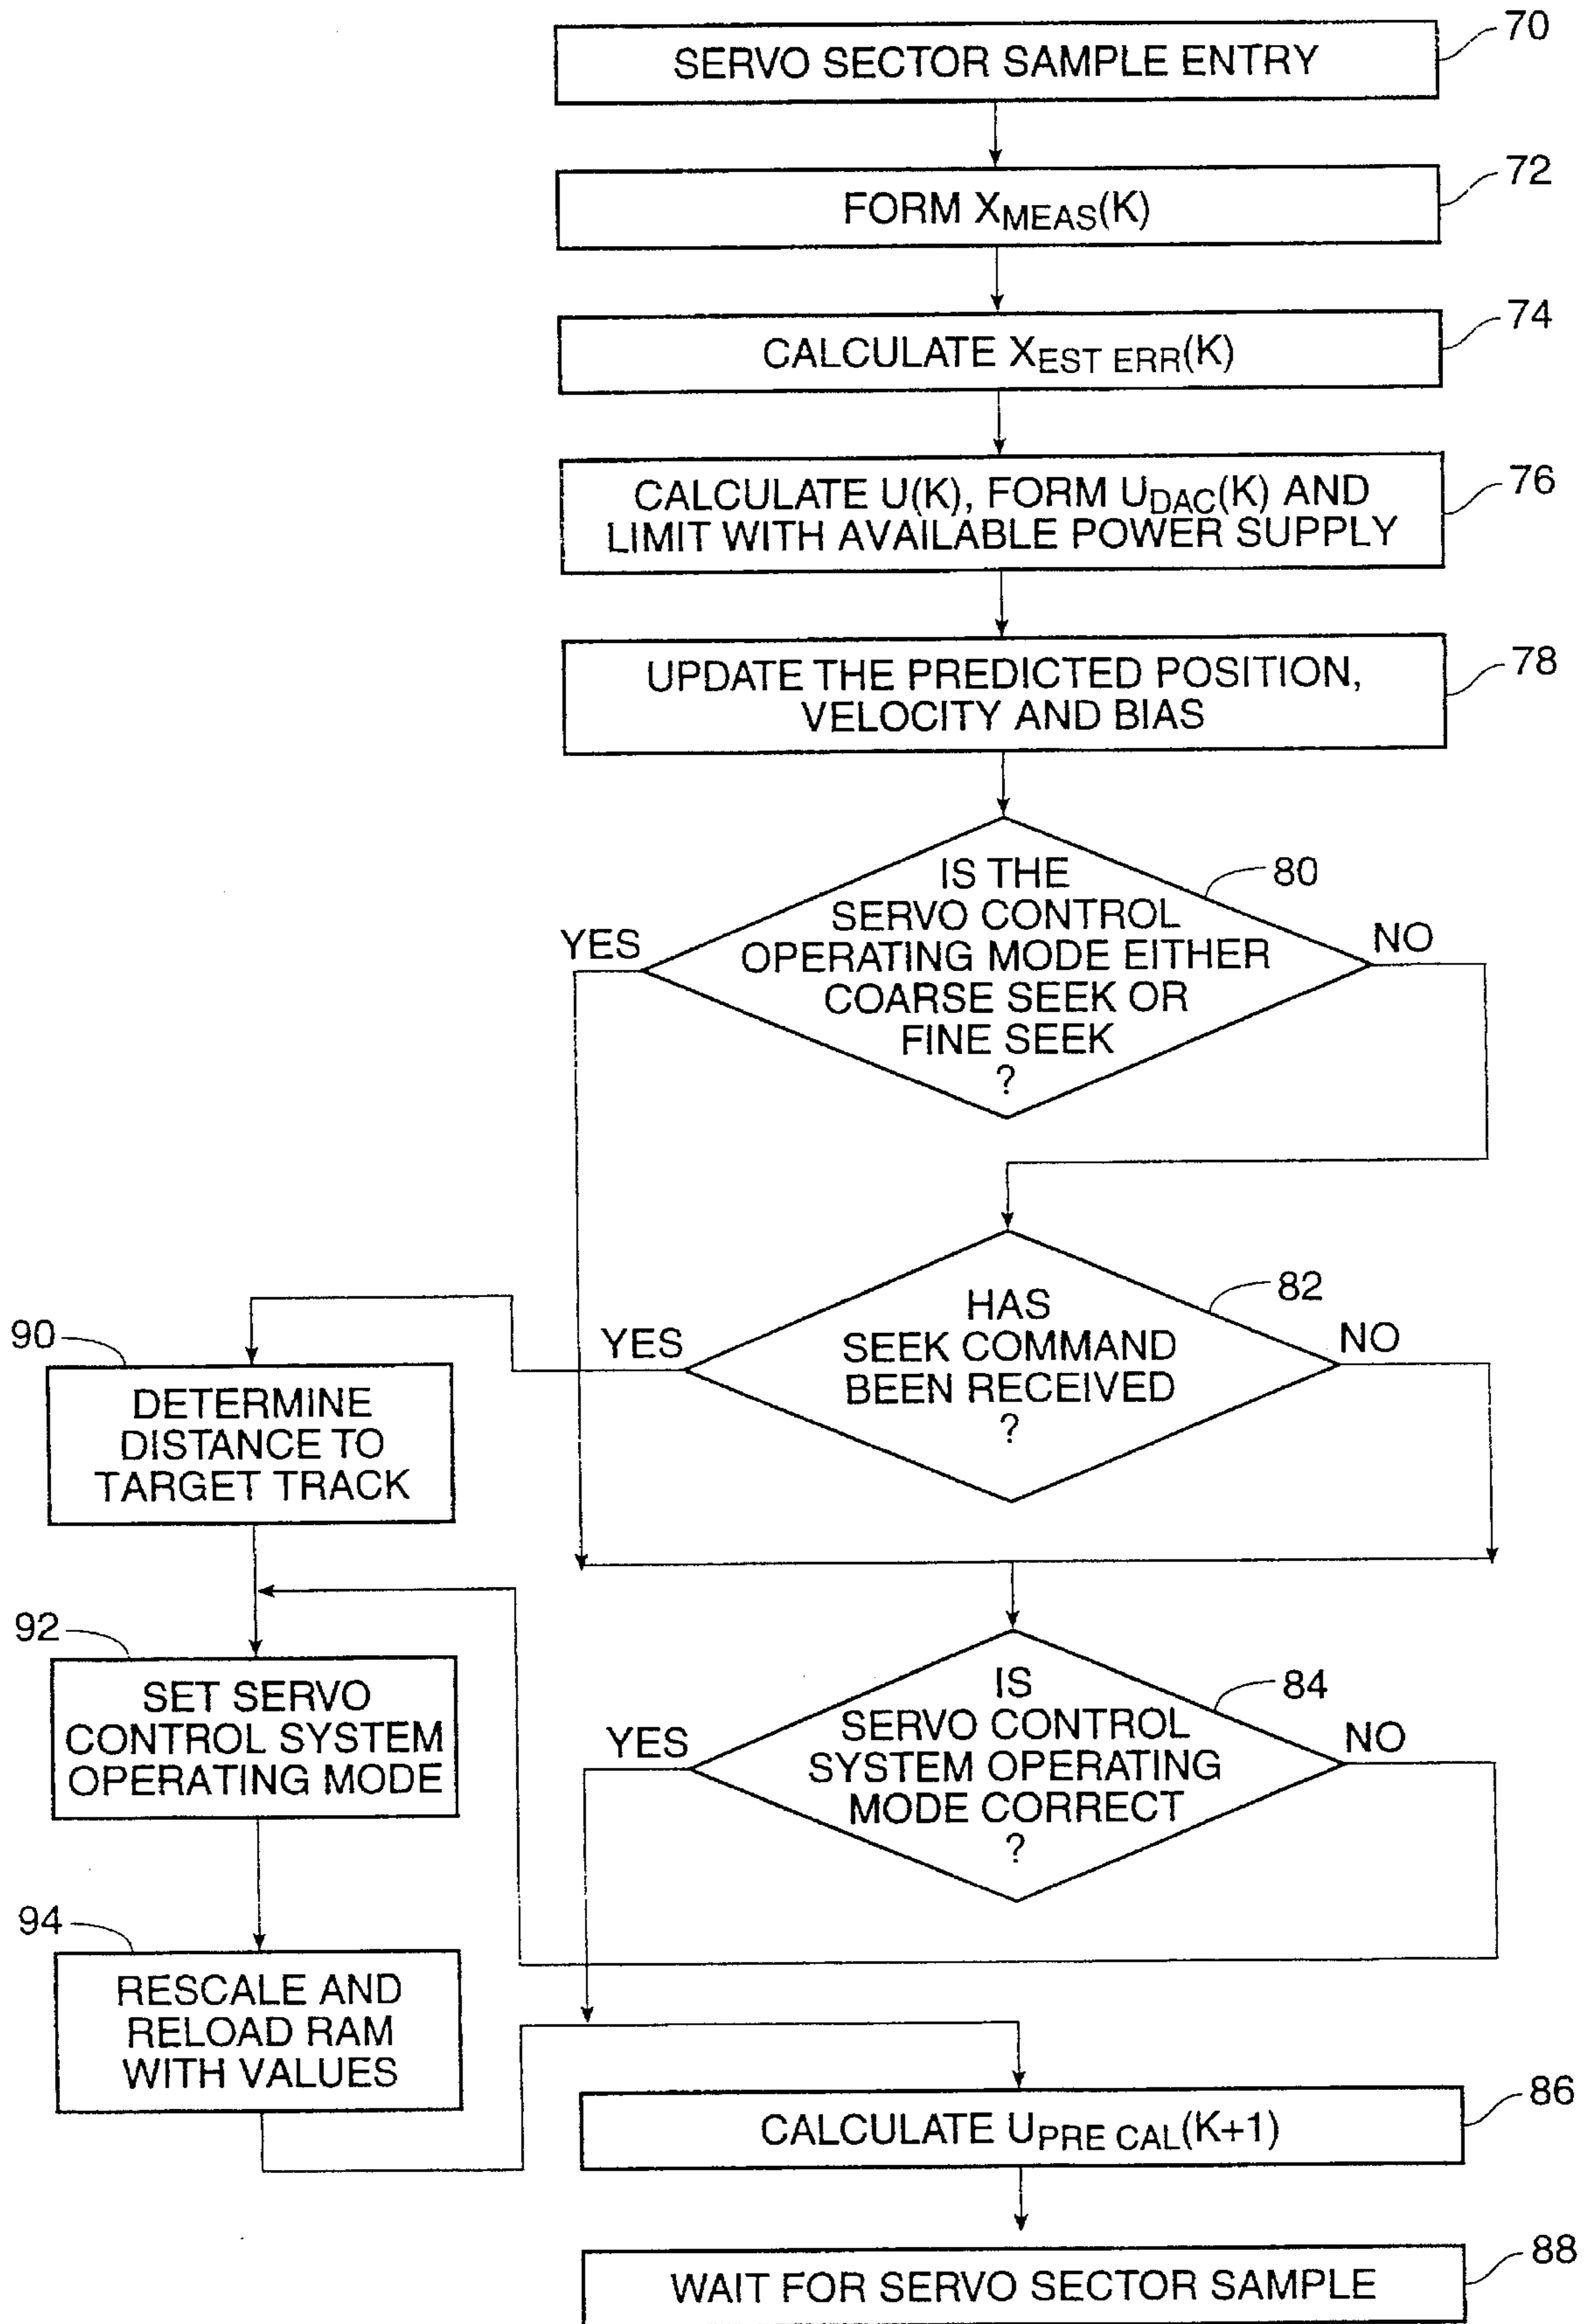 SERVO SECTOR SAMPLE ENTRY
70
FORM XMEAS(K)
72
CALCULATE XEST ERR(K)
74
CALCULATE U(K), FORM UDAC(K) AND
LIMIT WITH AVAILABLE POWER SUPPLY
76
UPDATE THE PREDICTED POSITION,
VELOCITY AND BIAS
78
IS THE
SERVO CONTROL
OPERATING MODE EITHER
COARSE SEEK OR
FINE SEEK
?
80
YES
NO
HAS
SEEK COMMAND
BEEN RECEIVED
?
82
YES
NO
90
DETERMINE
DISTANCE TO
TARGET TRACK
92
SET SERVO
CONTROL SYSTEM
OPERATING MODE
IS
SERVO CONTROL
SYSTEM OPERATING
MODE CORRECT
?
84
YES
NO
94
RESCALE AND
RELOAD RAM
WITH VALUES
CALCULATE UPRE CAL(K+1)
86
WAIT FOR SERVO SECTOR SAMPLE
88